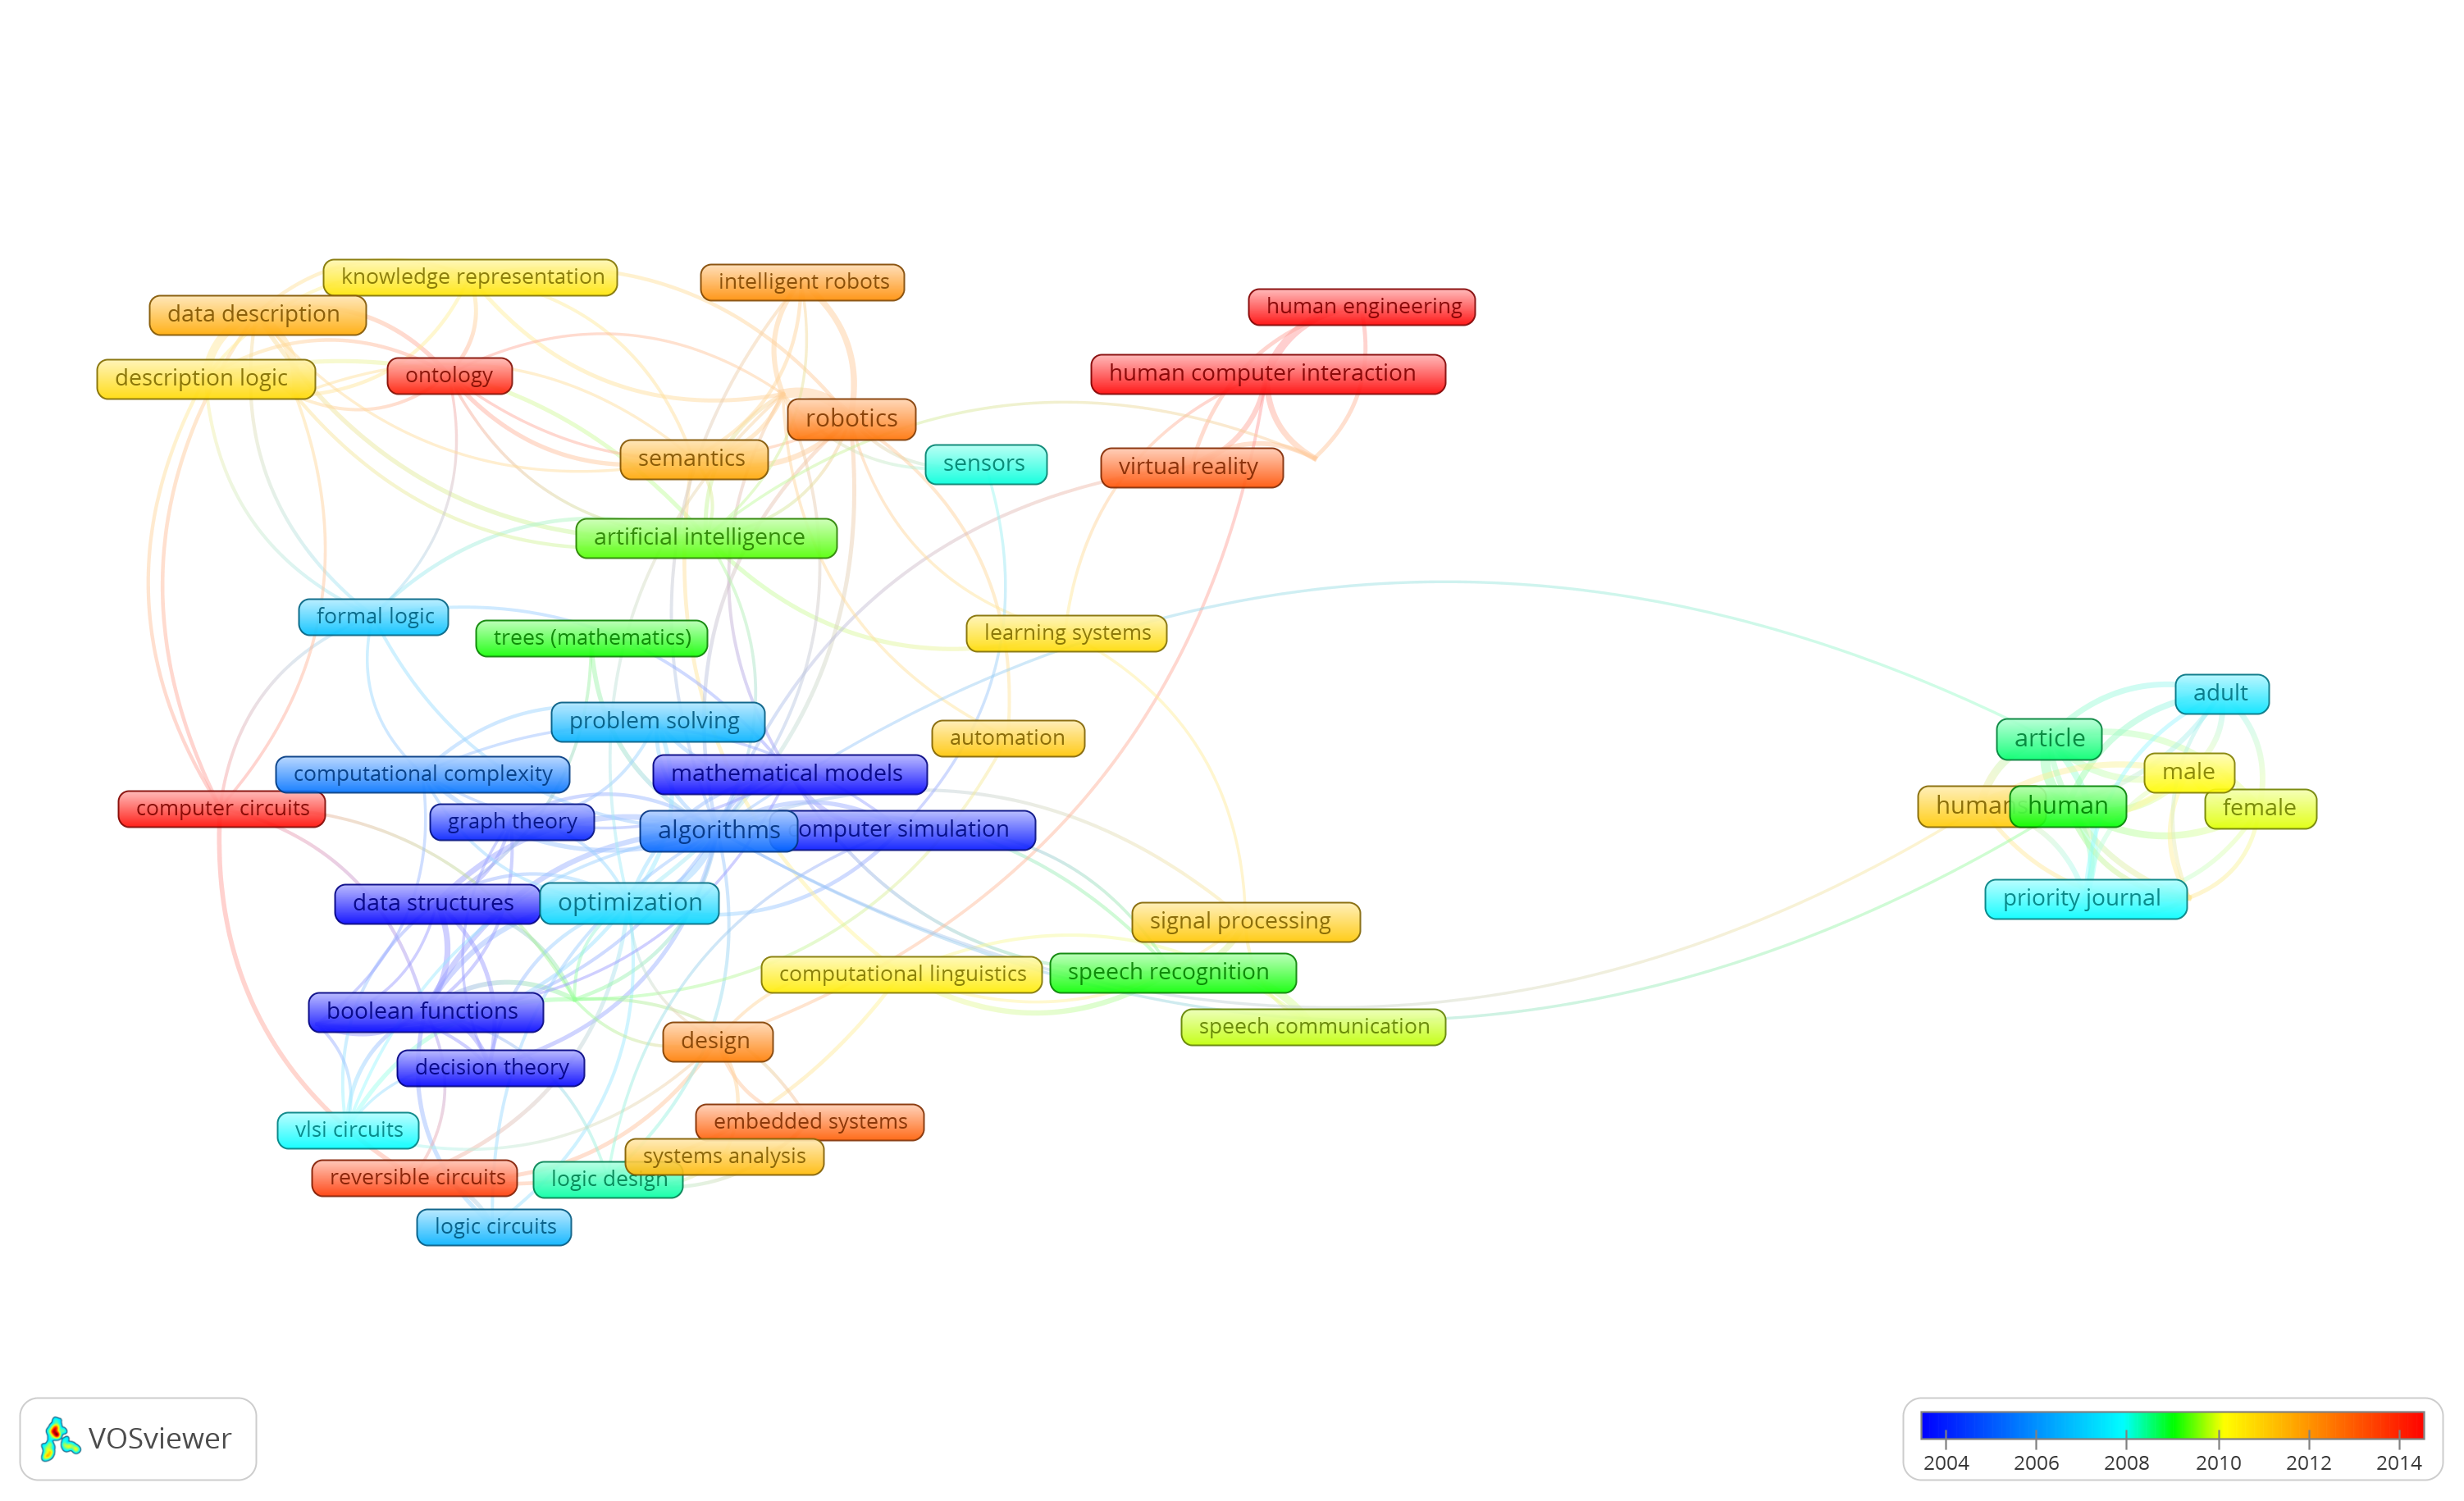 knowledge representation
intelligent robots
data description
human engineering
description logic
ontology
human computer interaction
robotics
semantics
sensors
virtual reality
artificial intelligence
formal logic
trees (mathematics)
learning systems
adult
problem solving
automation
article
computational complexity
mathematical models
male
computer circuits
graph theory
algorithms
computer simulation
humans
human
female
data structures
optimization
signal processing
priority journal
computational linguistics
speech recognition
boolean functions
speech communication
design
decision theory
vlsi circuits
embedded systems
systems analysis
reversible circuits
logic design
logic circuits
VOSviewer
2004 2006 2008 2010 2012 2014